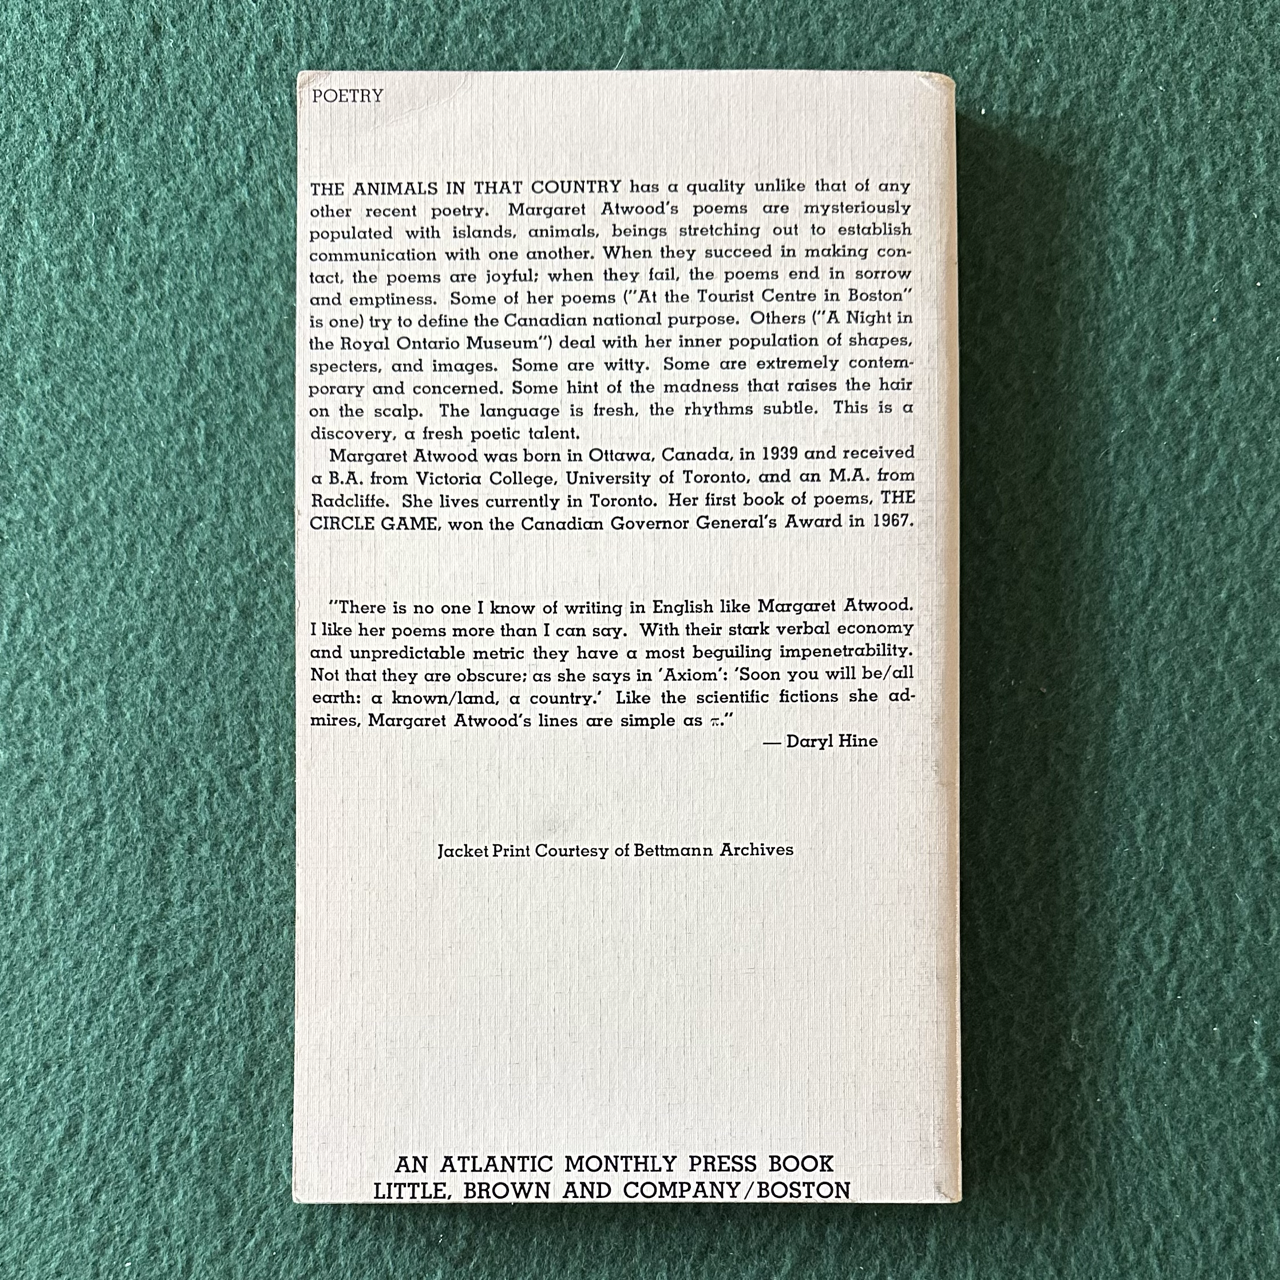 POETRY
THE ANIMALS IN THAT COUNTRY has a quality unlike that of any
other recent poetry. Margaret Atwood's poems are mysteriously
populated with islands, animals, beings stretching out to establish
communication with one another. When they succeed in making con-
tact, the poems are joyful; when they fail, the poems end in sorrow
and emptiness. Some of her poems ("At the Tourist Centre in Boston"
is one) try to define the Canadian national purpose. Others ("A Night in
the Royal Ontario Museum") deal with her inner population of shapes,
specters, and images. Some are witty. Some are extremely contem-
porary and concerned. Some hint of the madness that raises the hair
on the scalp. The language is fresh, the rhythms subtle. This is a
discovery, a fresh poetic talent.
Margaret Atwood was born in Ottawa, Canada, in 1939 and received
a B.A. from Victoria College, University of Toronto, and an M.A. from
Radcliffe. She lives currently in Toronto. Her first book of poems, THE
CIRCLE GAME, won the Canadian Governor General's Award in 1967.
"There is no one I know of writing in English like Margaret Atwood.
I like her poems more than I can say. With their stark verbal economy
and unpredictable metric they have a most beguiling impenetrability.
Not that they are obscure; as she says in 'Axiom': 'Soon you will be/all
earth: a known/land, a country.' Like the scientific fictions she ad-
mires, Margaret Atwood's lines are simple as π."
— Daryl Hine
Jacket Print Courtesy of Bettmann Archives
AN ATLANTIC MONTHLY PRESS BOOK
LITTLE, BROWN AND COMPANY/BOSTON